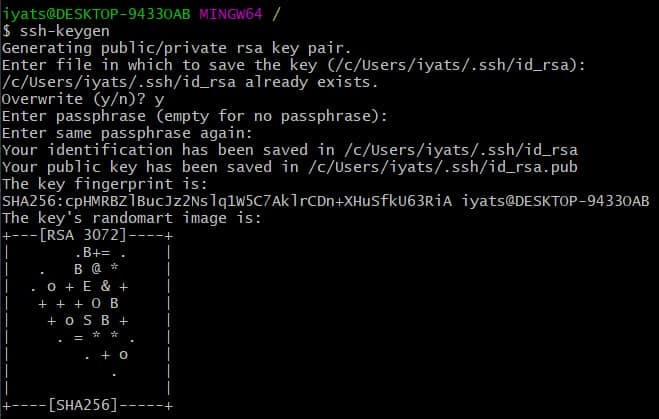 iyats@DESKTOP-9433OAB MINGW64 /
$ ssh-keygen
Generating public/private rsa key pair.
Enter file in which to save the key (/c/Users/iyats/.ssh/id_rsa):
/c/Users/iyats/.ssh/id_rsa already exists.
Overwrite (y/n)? y
Enter passphrase (empty for no passphrase):
Enter same passphrase again:
Your identification has been saved in /c/Users/iyats/.ssh/id_rsa
Your public key has been saved in /c/Users/iyats/.ssh/id_rsa.pub
The key fingerprint is:
SHA256:cpHMRBZlBucJz2Nslq1W5C7AklrCDn+XHuSfkU63RiA iyats@DESKTOP-9433OAB
The key's randomart image is:
+---[RSA 3072]----+
|        .B+= .   |
|   .   B @ *     |
|  . o + E & +    |
|   + + + O B     |
|    + o S B +    |
|     . = * * .   |
|        . + o    |
|           .     |
|                 |
+----[SHA256]-----+